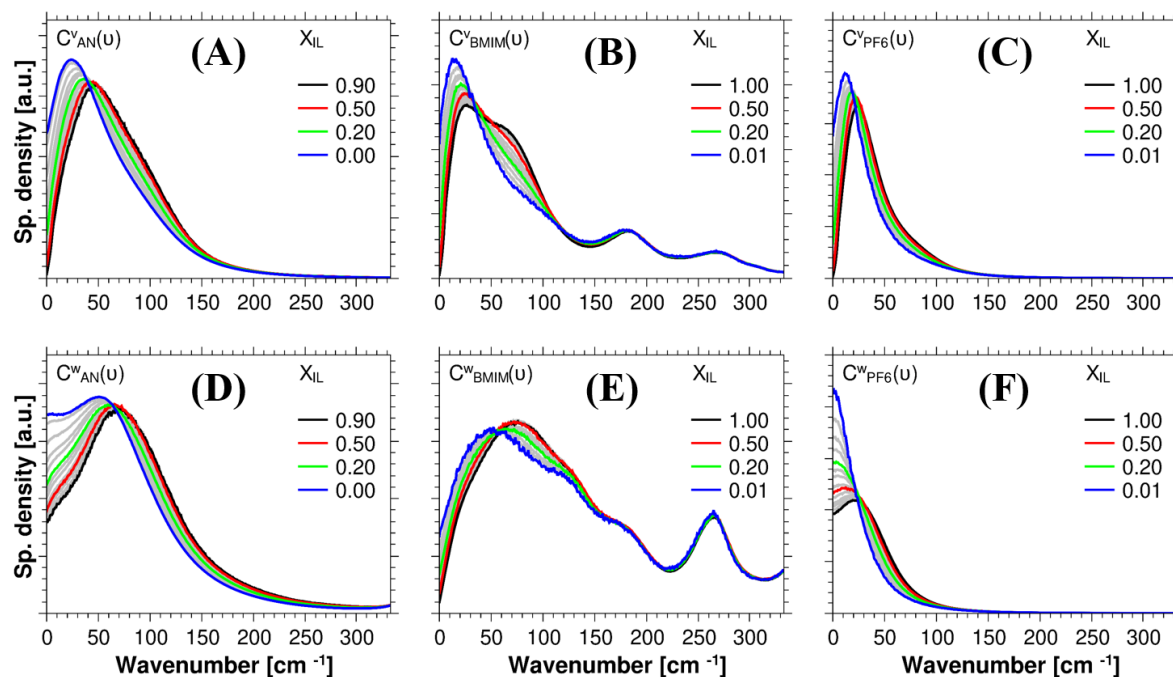 C^v_AN(υ) (A) X_IL
0.90
0.50
0.20
0.00
Sp. density [a.u.]
0 50 100 150 200 250 300
C^v_BMIM(υ) (B) X_IL
1.00
0.50
0.20
0.01
0 50 100 150 200 250 300
C^v_PF6(υ) (C) X_IL
1.00
0.50
0.20
0.01
0 50 100 150 200 250 300
C^w_AN(υ) (D) X_IL
0.90
0.50
0.20
0.00
Sp. density [a.u.]
0 50 100 150 200 250 300
Wavenumber [cm ⁻¹]
C^w_BMIM(υ) (E) X_IL
1.00
0.50
0.20
0.01
0 50 100 150 200 250 300
Wavenumber [cm ⁻¹]
C^w_PF6(υ) (F) X_IL
1.00
0.50
0.20
0.01
0 50 100 150 200 250 300
Wavenumber [cm ⁻¹]